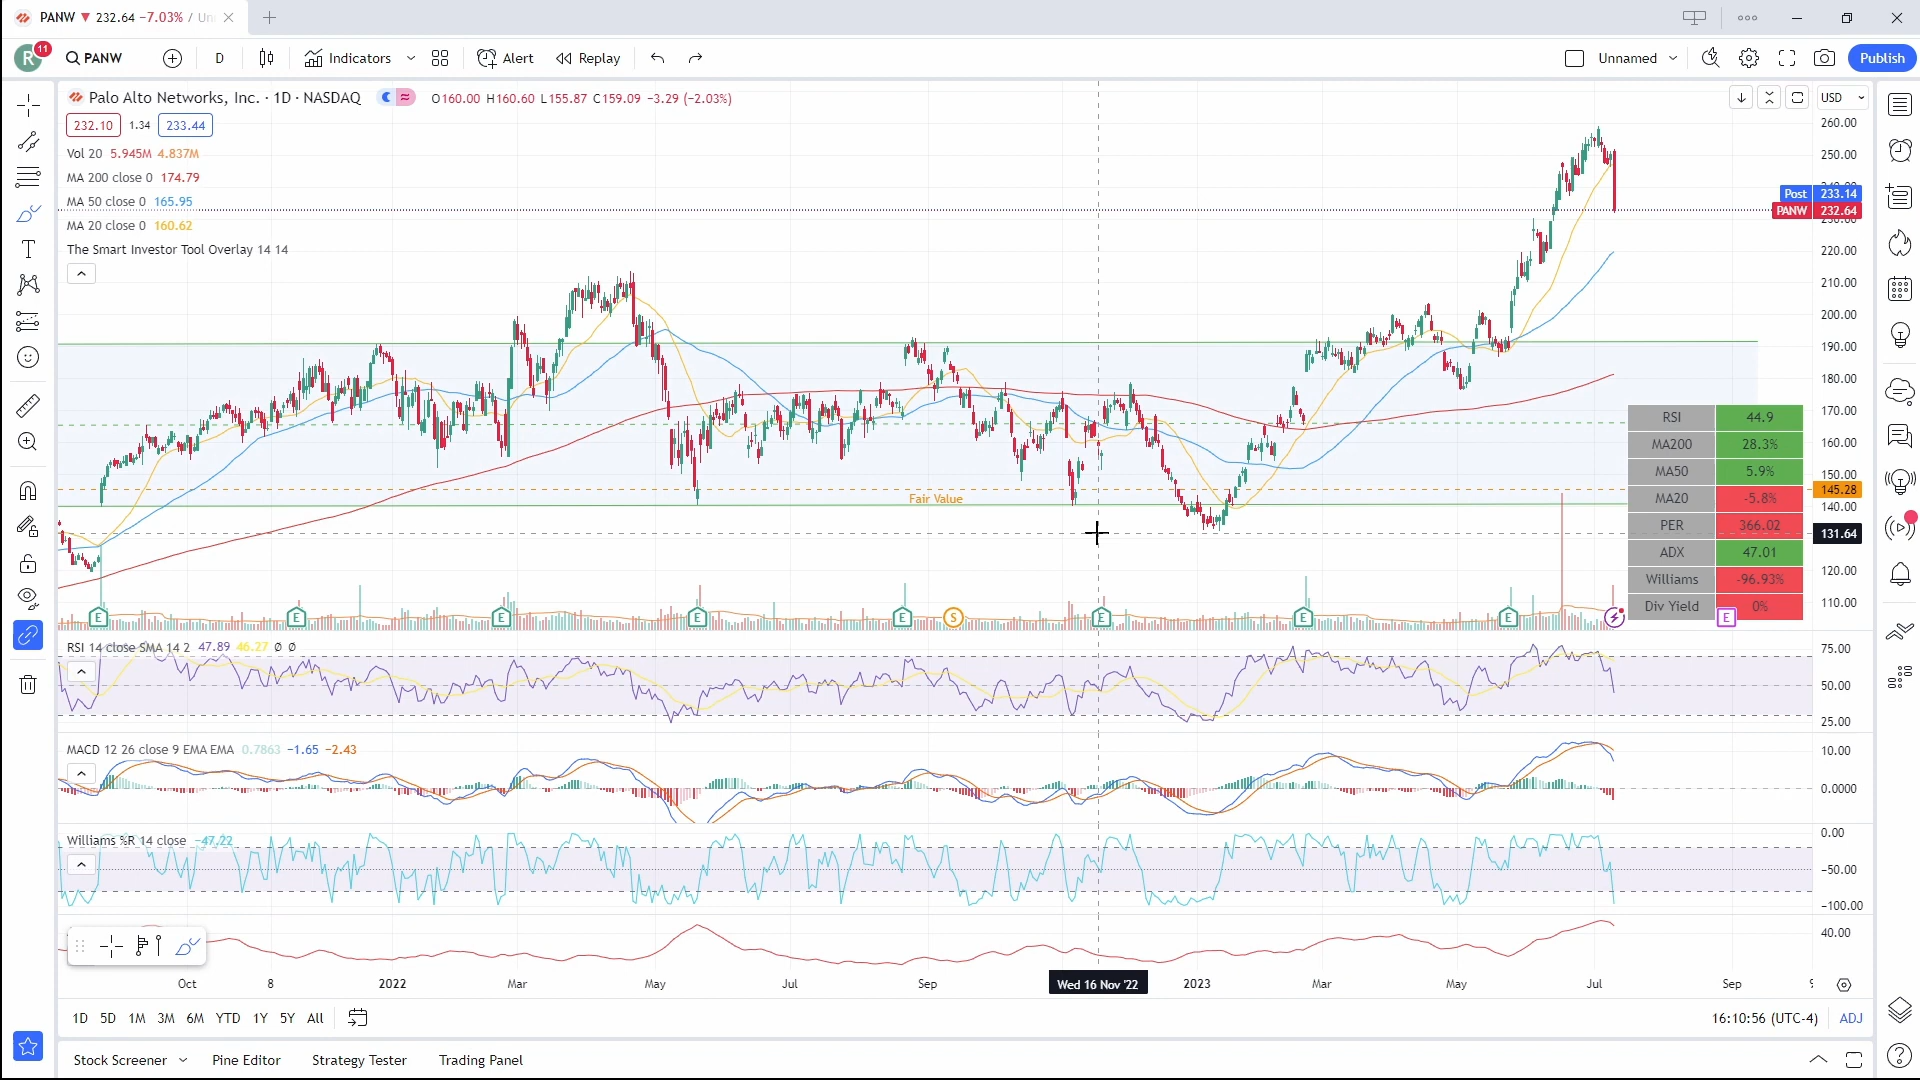 PANW ▼ 232.64 −7.03% / Un
R 11 PANW D Indicators Alert Replay Unnamed Publish
Palo Alto Networks, Inc. · 1D · NASDAQ O160.00 H160.60 L155.87 C159.09 −3.29 (−2.03%) USD
232.10 1.34 233.44
Vol 20 5.945M 4.837M
MA 200 close 0 174.79
MA 50 close 0 165.95
MA 20 close 0 160.62
The Smart Investor Tool Overlay 14 14
260.00
250.00
Post 233.14
PANW 232.64
220.00
210.00
200.00
190.00
180.00
170.00
160.00
150.00
145.28
140.00
131.64
120.00
110.00
Fair Value
RSI 44.9
MA200 28.3%
MA50 5.9%
MA20 -5.8%
PER 366.02
ADX 47.01
Williams -96.93%
Div Yield 0%
E E E E E S E E E E
RSI 14 close SMA 14 2 47.89 46.27 Ø Ø
75.00
50.00
25.00
MACD 12 26 close 9 EMA EMA 0.7863 −1.65 −2.43
10.00
0.0000
Williams %R 14 close −47.22
0.00
−50.00
−100.00
40.00
Oct 8 2022 Mar May Jul Sep Wed 16 Nov '22 2023 Mar May Jul Sep
1D 5D 1M 3M 6M YTD 1Y 5Y All 16:10:56 (UTC-4) ADJ
Stock Screener Pine Editor Strategy Tester Trading Panel